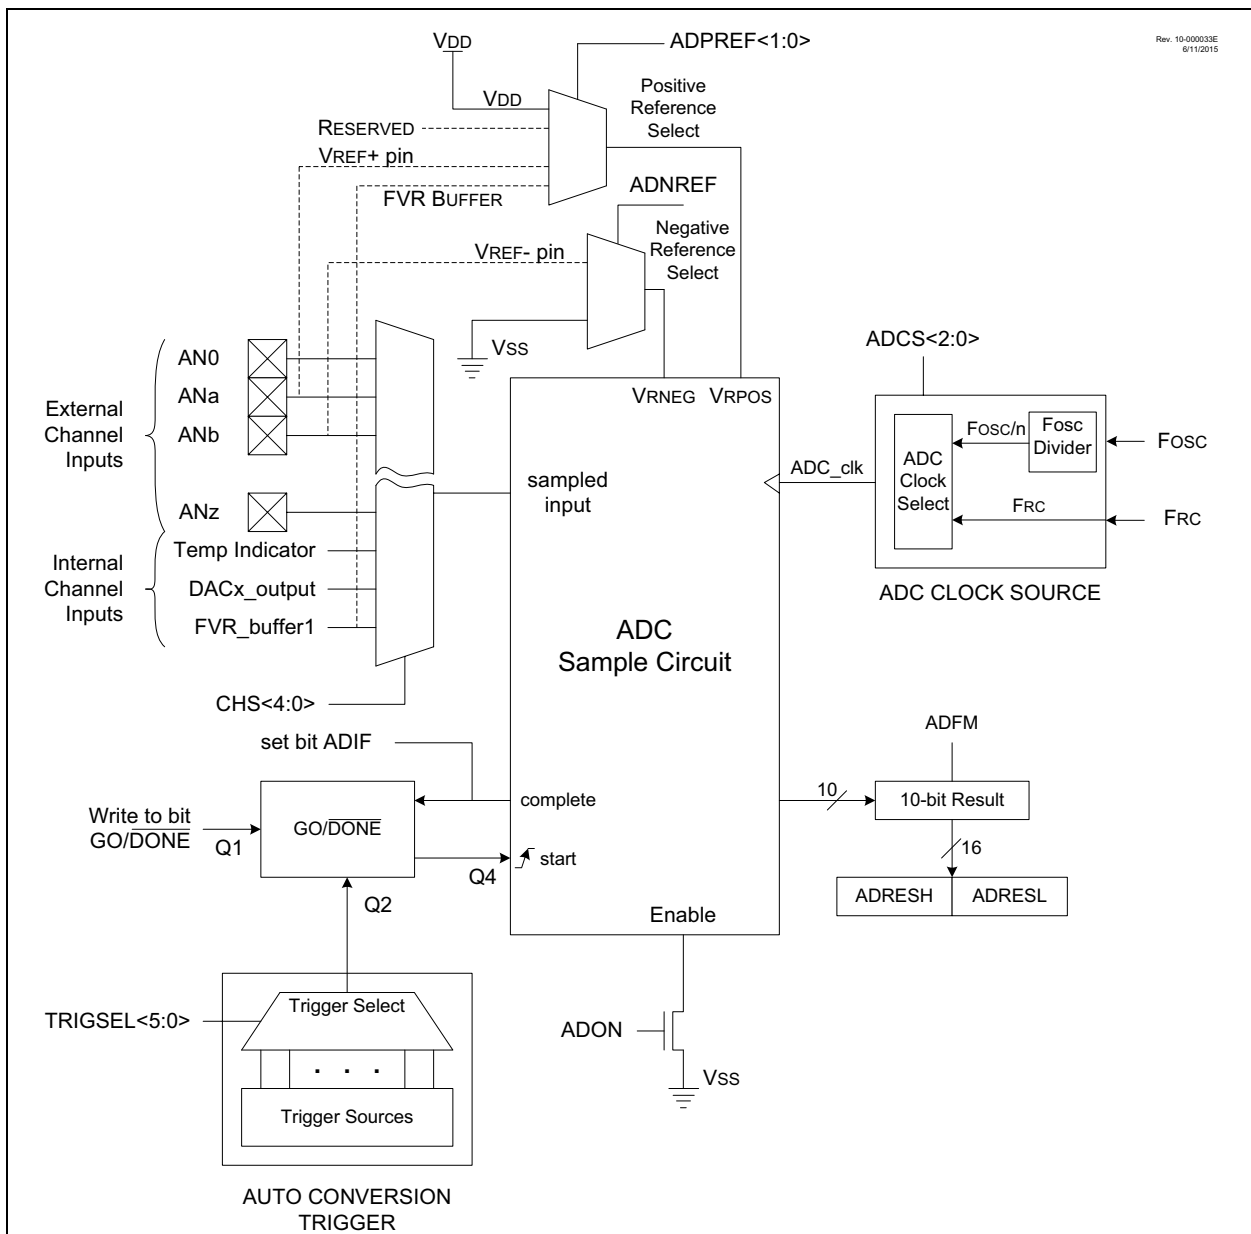 Rev. 10-000033E
6/11/2015
VDD
ADPREF<1:0>
VDD
Positive
Reference
Select
RESERVED
VREF+ pin
FVR BUFFER
ADNREF
Negative
Reference
Select
VREF- pin
VSS
External
Channel
Inputs
AN0
ANa
ANb
ANz
Internal
Channel
Inputs
Temp Indicator
DACx_output
FVR_buffer1
CHS<4:0>
VRNEG
VRPOS
sampled
input
ADC
Sample Circuit
ADC_clk
ADCS<2:0>
ADC
Clock
Select
FOSC/n
Fosc
Divider
FOSC
FRC
FRC
ADC CLOCK SOURCE
set bit ADIF
complete
Write to bit
GO/DONE
Q1
GO/DONE
Q4
start
Q2
Enable
ADFM
10
10-bit Result
16
ADRESH
ADRESL
TRIGSEL<5:0>
Trigger Select
. . .
Trigger Sources
AUTO CONVERSION
TRIGGER
ADON
VSS